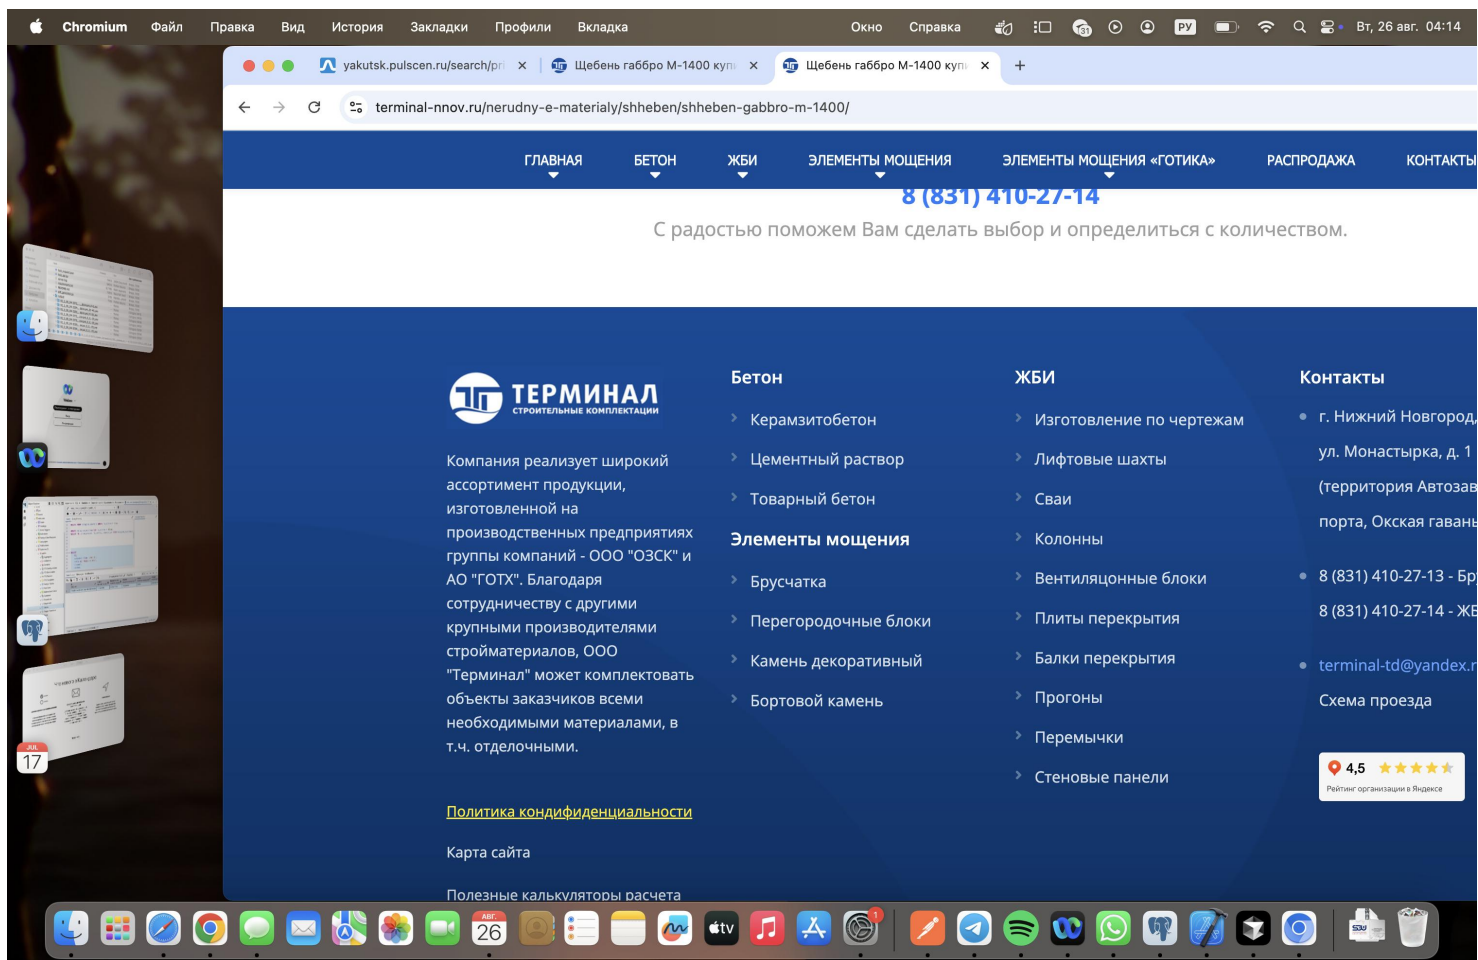 Chromium Файл Правка Вид История Закладки Профили Вкладка Окно Справка 31 РУ Вт, 26 авг. 04:14
yakutsk.pulscen.ru/search/pri Щебень габбро М-1400 купи Щебень габбро М-1400 купи
terminal-nnov.ru/nerudny-e-materialy/shheben/shheben-gabbro-m-1400/
ГЛАВНАЯ БЕТОН ЖБИ ЭЛЕМЕНТЫ МОЩЕНИЯ ЭЛЕМЕНТЫ МОЩЕНИЯ «ГОТИКА» РАСПРОДАЖА КОНТАКТЫ
8 (831) 410-27-14
С радостью поможем Вам сделать выбор и определиться с количеством.
ТЕРМИНАЛ
СТРОИТЕЛЬНЫЕ КОМПЛЕКТАЦИИ
Компания реализует широкий
ассортимент продукции,
изготовленной на
производственных предприятиях
группы компаний - ООО "ОЗСК" и
АО "ГОТХ". Благодаря
сотрудничеству с другими
крупными производителями
стройматериалов, ООО
"Терминал" может комплектовать
объекты заказчиков всеми
необходимыми материалами, в
т.ч. отделочными.
Политика кондифиденциальности
Карта сайта
Полезные калькуляторы расчета
Бетон
Керамзитобетон
Цементный раствор
Товарный бетон
Элементы мощения
Брусчатка
Перегородочные блоки
Камень декоративный
Бортовой камень
ЖБИ
Изготовление по чертежам
Лифтовые шахты
Сваи
Колонны
Вентиляцонные блоки
Плиты перекрытия
Балки перекрытия
Прогоны
Перемычки
Стеновые панели
Контакты
г. Нижний Новгород,
ул. Монастырка, д. 1
(территория Автозав
порта, Окская гавань
8 (831) 410-27-13 - Бру
8 (831) 410-27-14 - ЖБ
terminal-td@yandex.r
Схема проезда
4,5
Рейтинг организации в Яндексе
JUL
17
АВГ.
26
tv
1